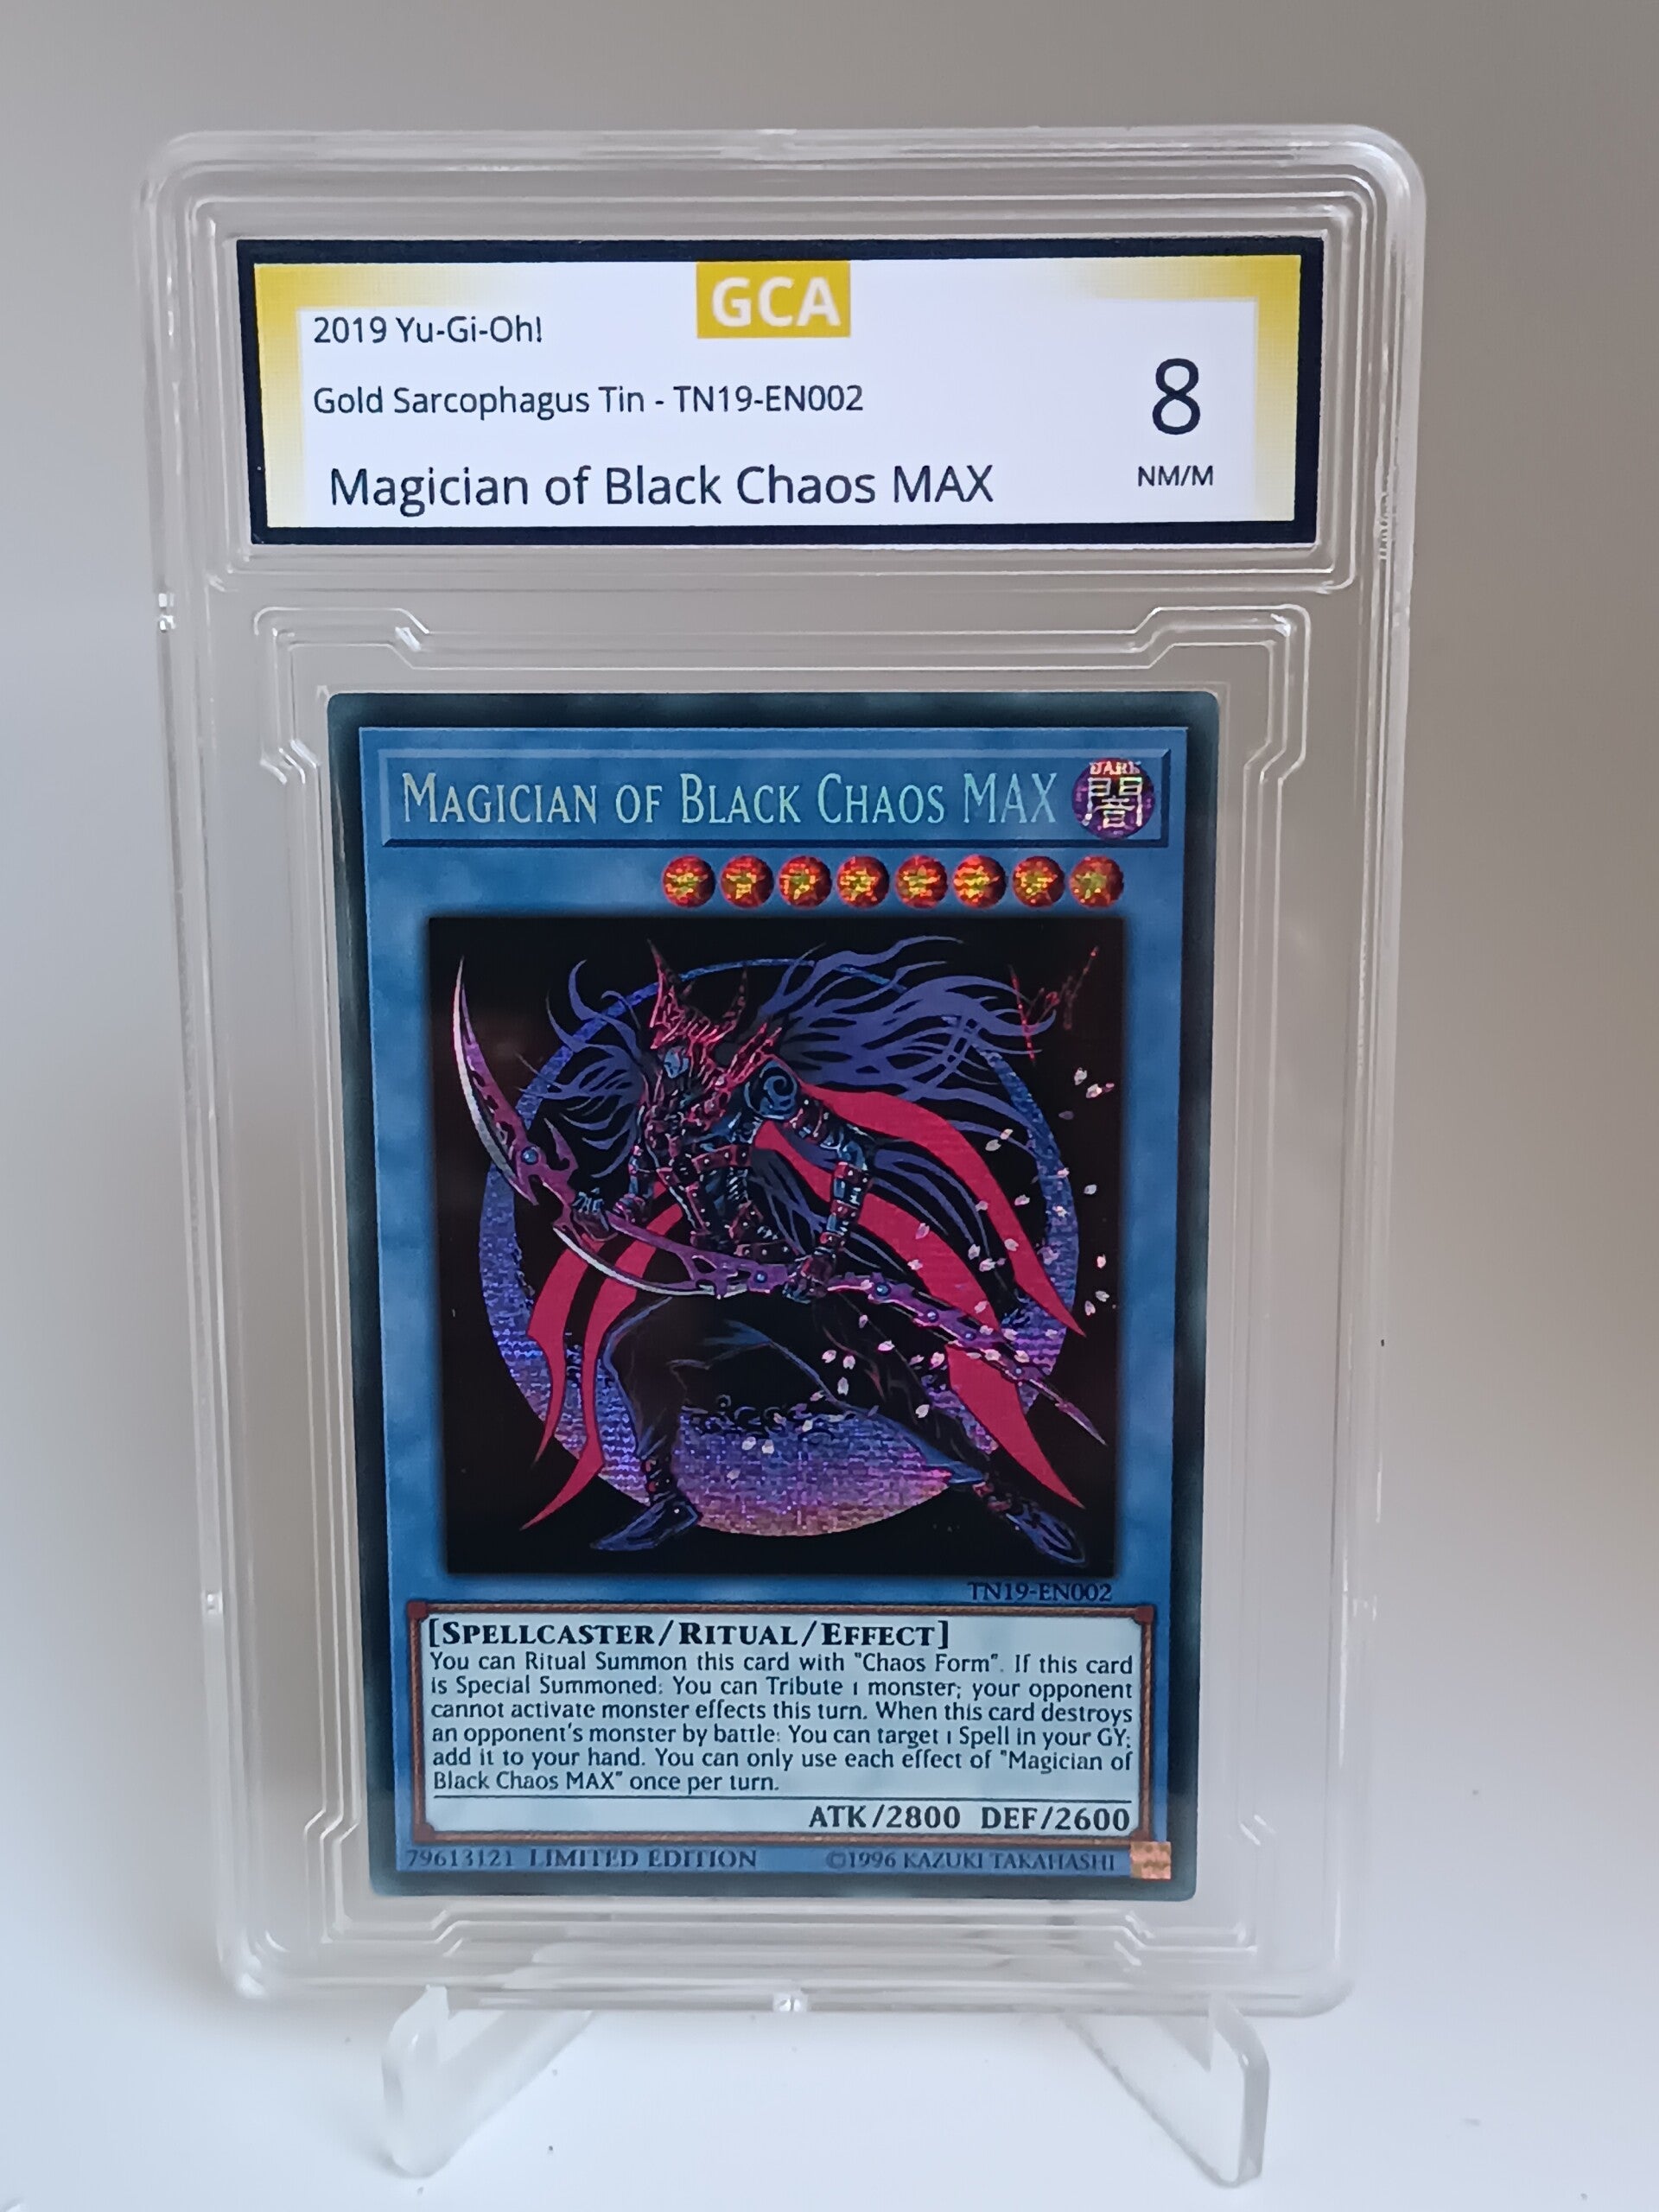 GCA
2019 Yu-Gi-Oh!
Gold Sarcophagus Tin - TN19-EN002
8
Magician of Black Chaos MAX
NM/M
MAGICIAN OF BLACK CHAOS MAX
DARK
闇
TN19-EN002
[SPELLCASTER/RITUAL/EFFECT]
You can Ritual Summon this card with "Chaos Form". If this card
is Special Summoned: You can Tribute 1 monster; your opponent
cannot activate monster effects this turn. When this card destroys
an opponent's monster by battle: You can target 1 Spell in your GY;
add it to your hand. You can only use each effect of "Magician of
Black Chaos MAX" once per turn.
ATK/2800 DEF/2600
79613121 LIMITED EDITION ©1996 KAZUKI TAKAHASHI